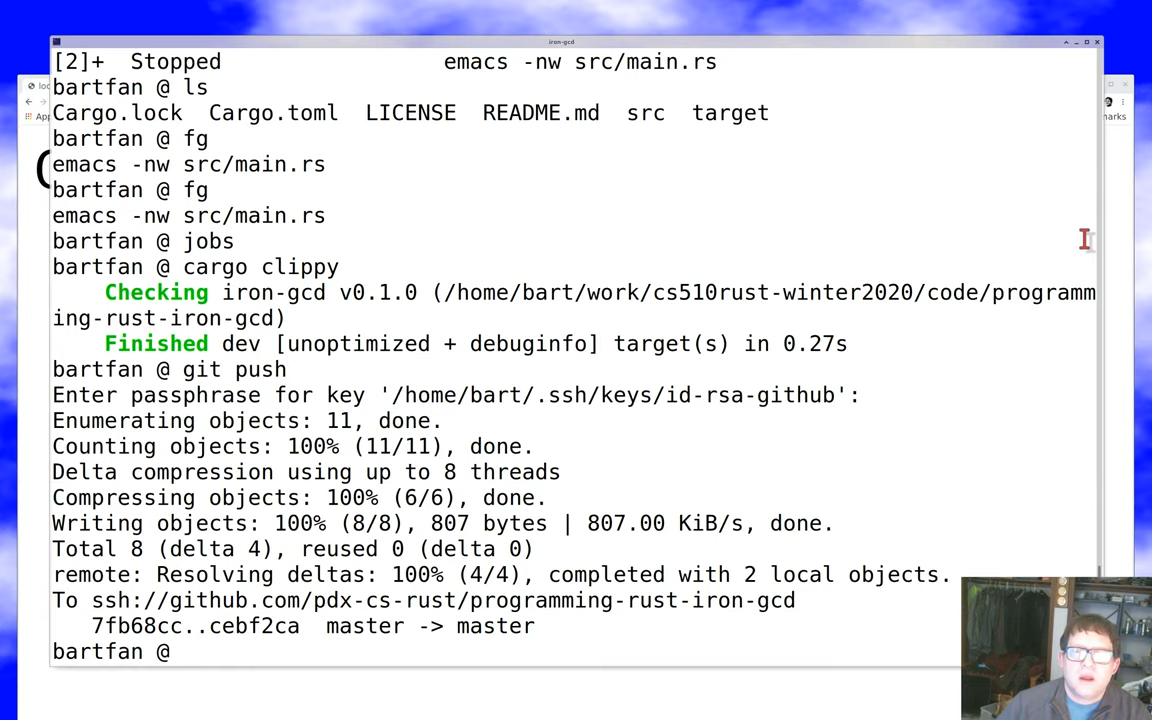 iron-gcd
[2]+  Stopped                 emacs -nw src/main.rs
bartfan @ ls
Cargo.lock  Cargo.toml  LICENSE  README.md  src  target
bartfan @ fg
emacs -nw src/main.rs
bartfan @ fg
emacs -nw src/main.rs
bartfan @ jobs
bartfan @ cargo clippy
    Checking iron-gcd v0.1.0 (/home/bart/work/cs510rust-winter2020/code/programm
ing-rust-iron-gcd)
    Finished dev [unoptimized + debuginfo] target(s) in 0.27s
bartfan @ git push
Enter passphrase for key '/home/bart/.ssh/keys/id-rsa-github':
Enumerating objects: 11, done.
Counting objects: 100% (11/11), done.
Delta compression using up to 8 threads
Compressing objects: 100% (6/6), done.
Writing objects: 100% (8/8), 807 bytes | 807.00 KiB/s, done.
Total 8 (delta 4), reused 0 (delta 0)
remote: Resolving deltas: 100% (4/4), completed with 2 local objects.
To ssh://github.com/pdx-cs-rust/programming-rust-iron-gcd
   7fb68cc..cebf2ca  master -> master
bartfan @